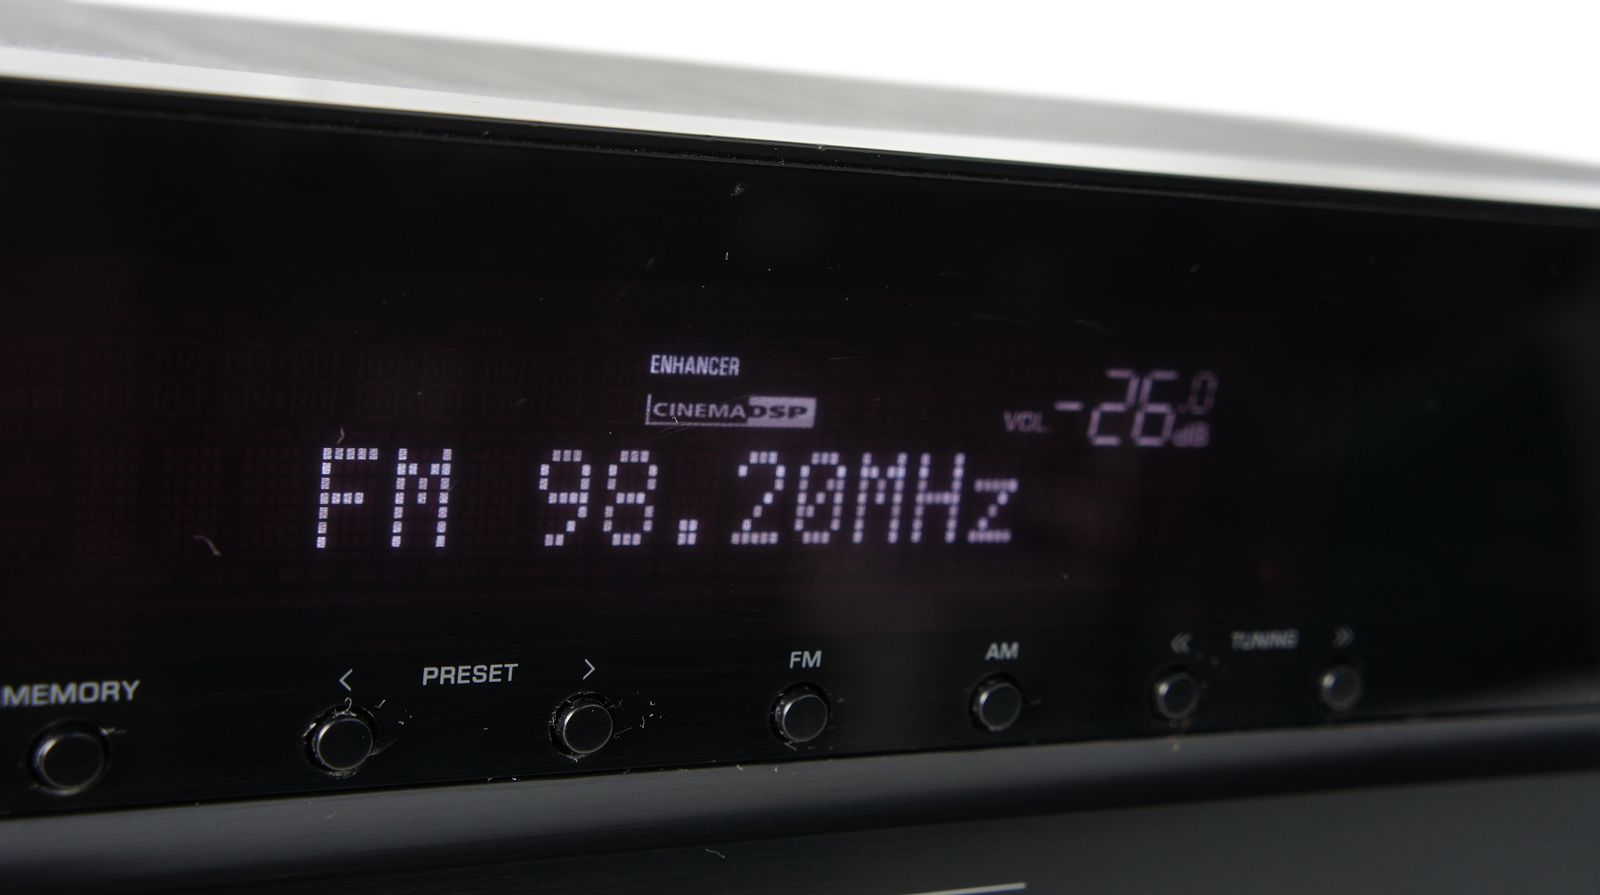 ENHANCER
CINEMA DSP
VOL. -26.0 dB
FM 98.20MHz
MEMORY
< PRESET >
FM
AM
« TUNING »